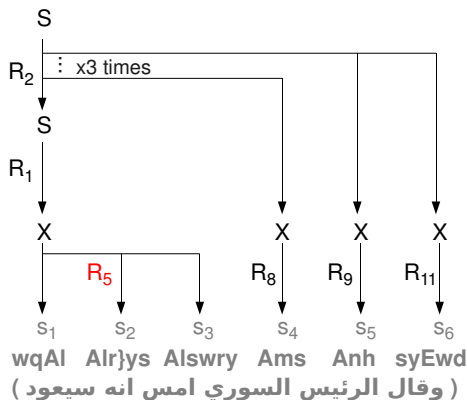 S
⋮ x3 times
R2
S
R1
X X X X
R5 R8 R9 R11
s1 s2 s3 s4 s5 s6
wqAl Alr}ys Alswry Ams Anh syEwd
( وقال الرئيس السوري امس انه سيعود )